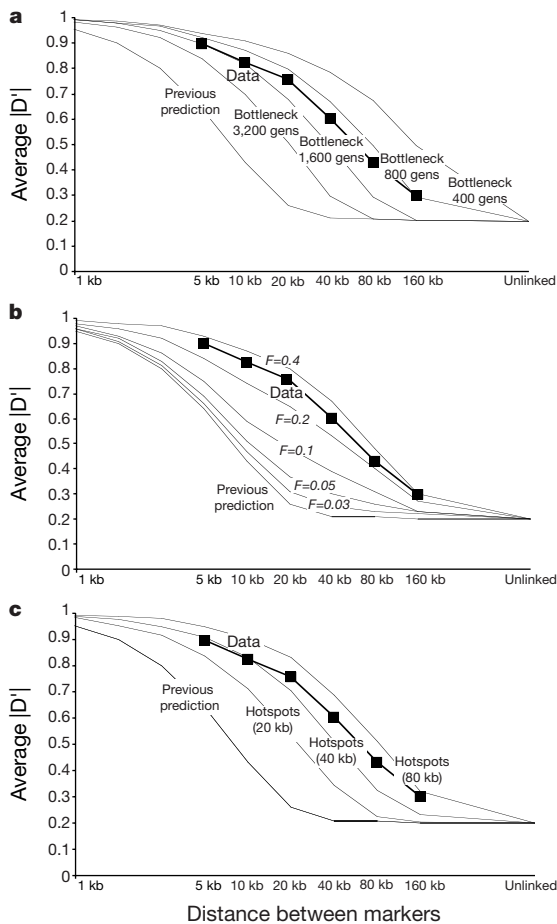 a
1
0.9
0.8
0.7
0.6
0.5
0.4
0.3
0.2
0.1
0
Average |D'|
Data
Previous
prediction
Bottleneck
3,200 gens
Bottleneck
1,600 gens
Bottleneck
800 gens
Bottleneck
400 gens
1 kb 5 kb 10 kb 20 kb 40 kb 80 kb 160 kb Unlinked
b
1
0.9
0.8
0.7
0.6
0.5
0.4
0.3
0.2
0.1
0
Average |D'|
F=0.4
Data
F=0.2
F=0.1
F=0.05
F=0.03
Previous
prediction
1 kb 5 kb 10 kb 20 kb 40 kb 80 kb 160 kb Unlinked
c
1
0.9
0.8
0.7
0.6
0.5
0.4
0.3
0.2
0.1
0
Average |D'|
Data
Previous
prediction
Hotspots
(20 kb)
Hotspots
(40 kb)
Hotspots
(80 kb)
1 kb 5 kb 10 kb 20 kb 40 kb 80 kb 160 kb Unlinked
Distance between markers